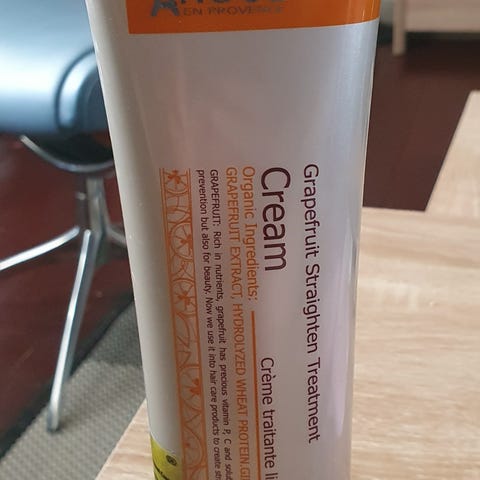 EN PROVENCE
Grapefruit Straighten Treatment
Cream
Crème traitante
Organic Ingredients:
GRAPEFRUIT EXTRACT, HYDROLYZED WHEAT PROTEIN,
GRAPEFRUIT: Rich in nutrients, grapefruit has precious vitamin P, C and
prevention but also for beauty. Now we use it into hair care products to create
®